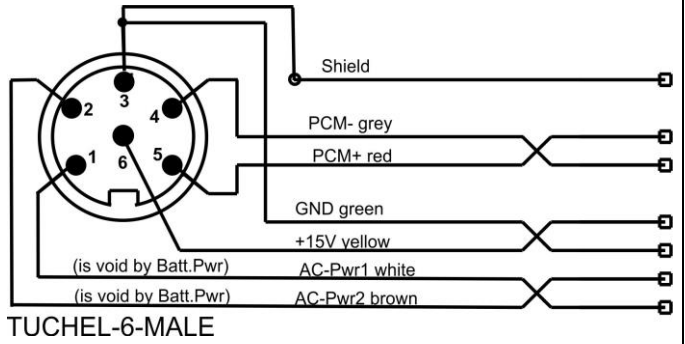 Shield
3
2
4
PCM- grey
1
6
5
PCM+ red
GND green
+15V yellow
(is void by Batt.Pwr) AC-Pwr1 white
(is void by Batt.Pwr) AC-Pwr2 brown
TUCHEL-6-MALE